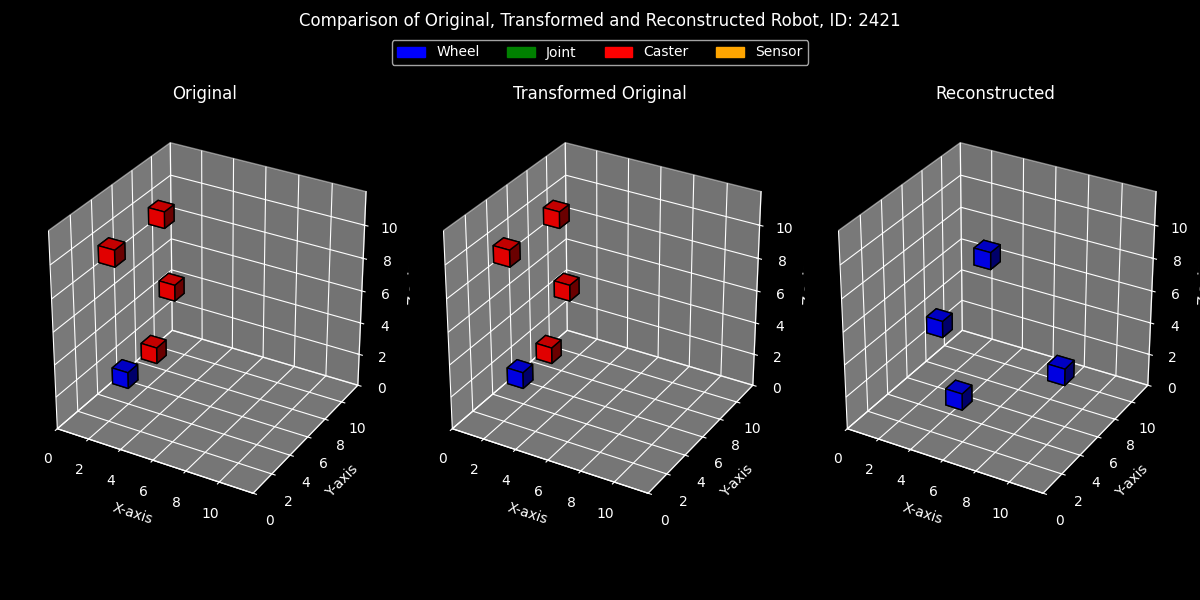 Comparison of Original, Transformed and Reconstructed Robot, ID: 2421
Wheel Joint Caster Sensor
Original Transformed Original Reconstructed
10 10 10
8 8 8
6 6 6
4 4 4
2 2 2
0 0 0
0 2 4 6 8 10 0 2 4 6 8 10 0 2 4 6 8 10
0 2 4 6 8 10 0 2 4 6 8 10 0 2 4 6 8 10
X-axis Y-axis X-axis Y-axis X-axis Y-axis